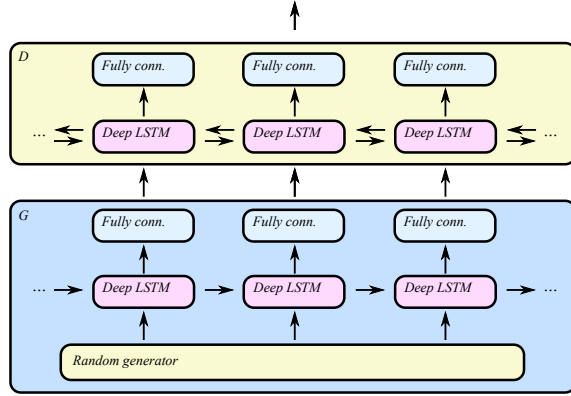 D
Fully conn. Fully conn. Fully conn.
... Deep LSTM Deep LSTM Deep LSTM ...
G
Fully conn. Fully conn. Fully conn.
... Deep LSTM Deep LSTM Deep LSTM ...
Random generator